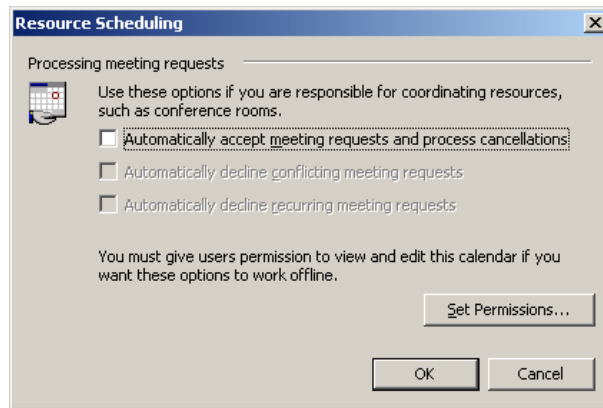 Resource Scheduling
Processing meeting requests
Use these options if you are responsible for coordinating resources,
such as conference rooms.
Automatically accept meeting requests and process cancellations
Automatically decline conflicting meeting requests
Automatically decline recurring meeting requests
You must give users permission to view and edit this calendar if you
want these options to work offline.
Set Permissions...
OK
Cancel